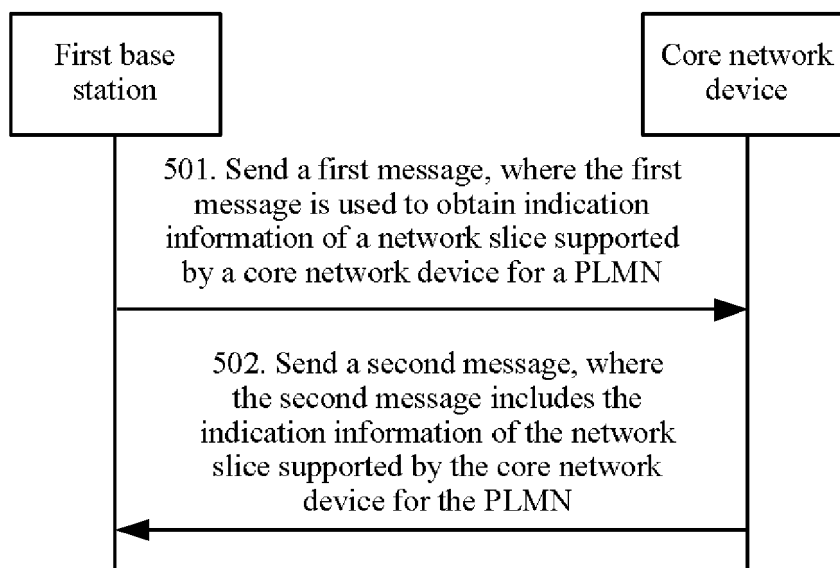 First base
station
Core network
device
501. Send a first message, where the first
message is used to obtain indication
information of a network slice supported
by a core network device for a PLMN
502. Send a second message, where
the second message includes the
indication information of the network
slice supported by the core network
device for the PLMN